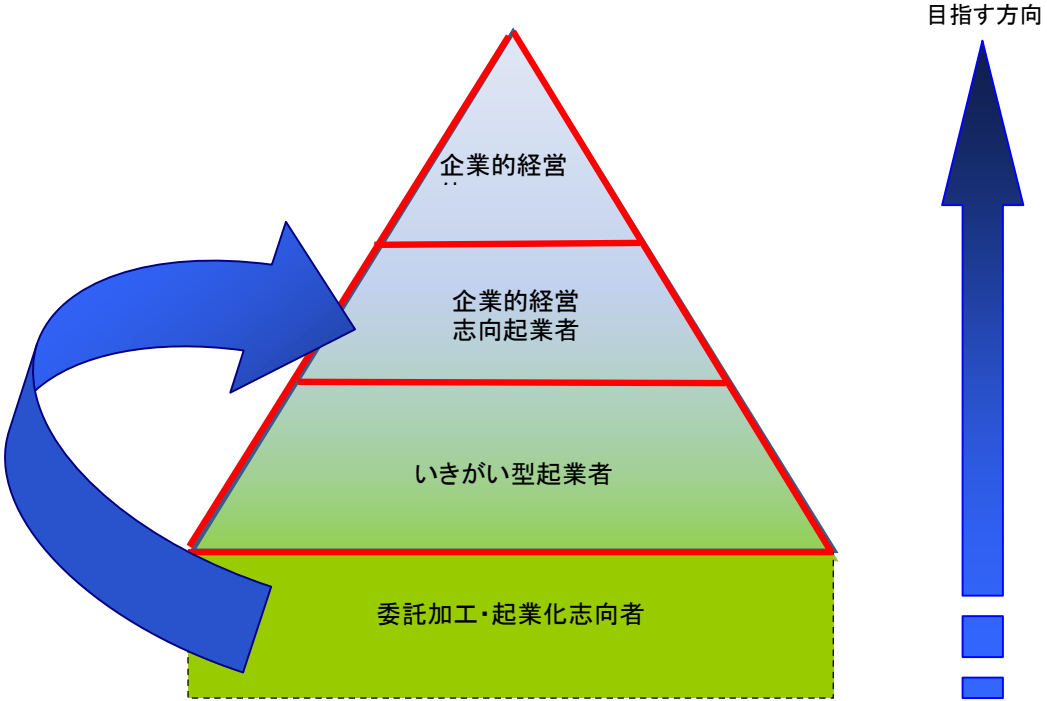 目指す方向
企業的経営
企業的経営
志向起業者
いきがい型起業者
委託加工・起業化志向者